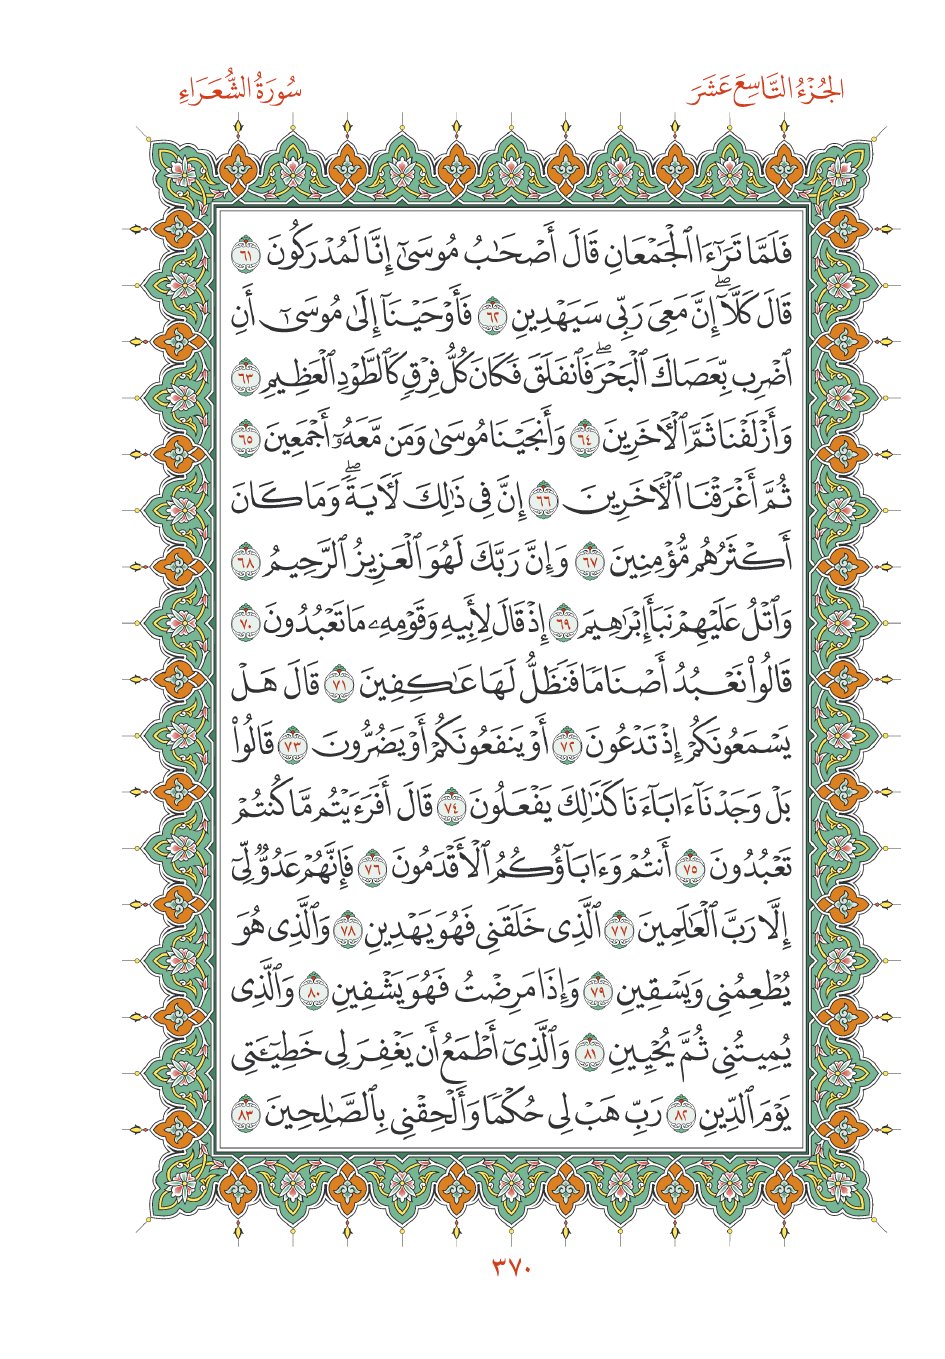 الجُزْءُ التَّاسِعَ عَشَرَ
سُورَةُ الشُّعَرَاءِ
فَلَمَّا تَرَٰٓءَا ٱلْجَمْعَانِ قَالَ أَصْحَٰبُ مُوسَىٰٓ إِنَّا لَمُدْرَكُونَ ٦١
قَالَ كَلَّآۖ إِنَّ مَعِىَ رَبِّى سَيَهْدِينِ ٦٢ فَأَوْحَيْنَآ إِلَىٰ مُوسَىٰٓ أَنِ
ٱضْرِب بِّعَصَاكَ ٱلْبَحْرَۖ فَٱنفَلَقَ فَكَانَ كُلُّ فِرْقٍ كَٱلطَّوْدِ ٱلْعَظِيمِ ٦٣
وَأَزْلَفْنَا ثَمَّ ٱلْءَاخَرِينَ ٦٤ وَأَنجَيْنَا مُوسَىٰ وَمَن مَّعَهُۥٓ أَجْمَعِينَ ٦٥
ثُمَّ أَغْرَقْنَا ٱلْءَاخَرِينَ ٦٦ إِنَّ فِى ذَٰلِكَ لَءَايَةًۖ وَمَا كَانَ
أَكْثَرُهُم مُّؤْمِنِينَ ٦٧ وَإِنَّ رَبَّكَ لَهُوَ ٱلْعَزِيزُ ٱلرَّحِيمُ ٦٨
وَٱتْلُ عَلَيْهِمْ نَبَأَ إِبْرَٰهِيمَ ٦٩ إِذْ قَالَ لِأَبِيهِ وَقَوْمِهِۦ مَا تَعْبُدُونَ ٧٠
قَالُوا۟ نَعْبُدُ أَصْنَامًا فَنَظَلُّ لَهَا عَٰكِفِينَ ٧١ قَالَ هَلْ
يَسْمَعُونَكُمْ إِذْ تَدْعُونَ ٧٢ أَوْ يَنفَعُونَكُمْ أَوْ يَضُرُّونَ ٧٣ قَالُوا۟
بَلْ وَجَدْنَآ ءَابَآءَنَا كَذَٰلِكَ يَفْعَلُونَ ٧٤ قَالَ أَفَرَءَيْتُم مَّا كُنتُمْ
تَعْبُدُونَ ٧٥ أَنتُمْ وَءَابَآؤُكُمُ ٱلْأَقْدَمُونَ ٧٦ فَإِنَّهُمْ عَدُوٌّ لِّىٓ
إِلَّا رَبَّ ٱلْعَٰلَمِينَ ٧٧ ٱلَّذِى خَلَقَنِى فَهُوَ يَهْدِينِ ٧٨ وَٱلَّذِى هُوَ
يُطْعِمُنِى وَيَسْقِينِ ٧٩ وَإِذَا مَرِضْتُ فَهُوَ يَشْفِينِ ٨٠ وَٱلَّذِى
يُمِيتُنِى ثُمَّ يُحْيِينِ ٨١ وَٱلَّذِىٓ أَطْمَعُ أَن يَغْفِرَ لِى خَطِيٓـَٔتِى
يَوْمَ ٱلدِّينِ ٨٢ رَبِّ هَبْ لِى حُكْمًا وَأَلْحِقْنِى بِٱلصَّٰلِحِينَ ٨٣
٣٧٠